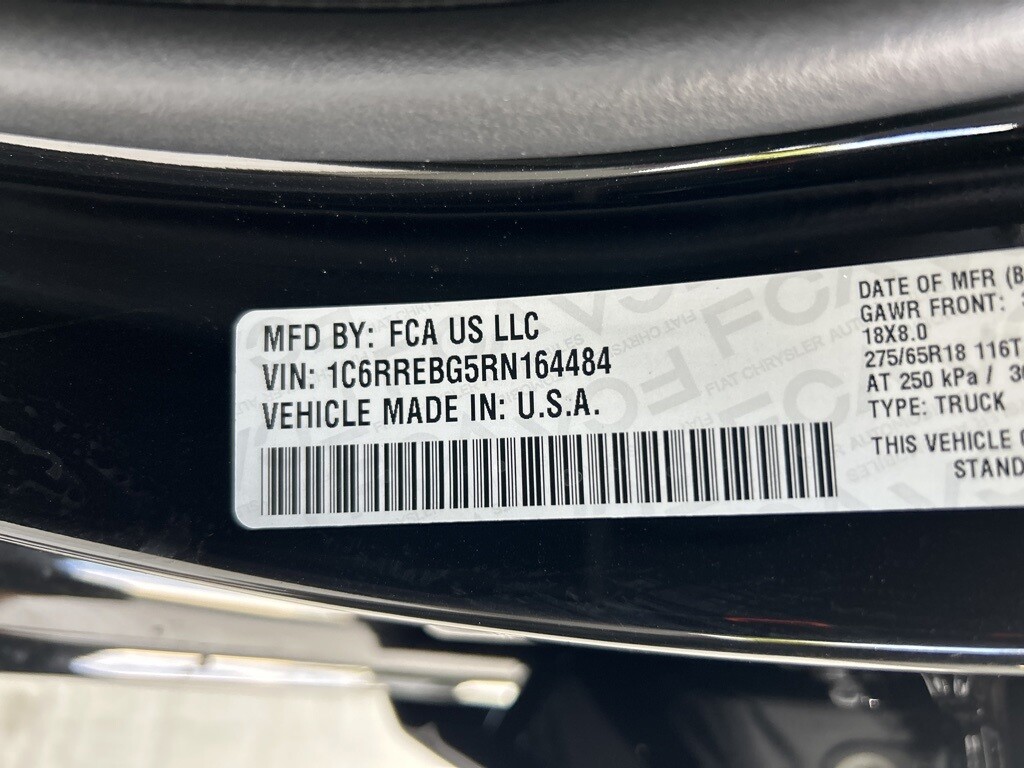 MFD BY: FCA US LLC
VIN: 1C6RREBG5RN164484
VEHICLE MADE IN: U.S.A.
DATE OF MFR (B
GAWR FRONT:
18X8.0
275/65R18 116T
AT 250 kPa / 3
TYPE: TRUCK
THIS VEHICLE
STAND